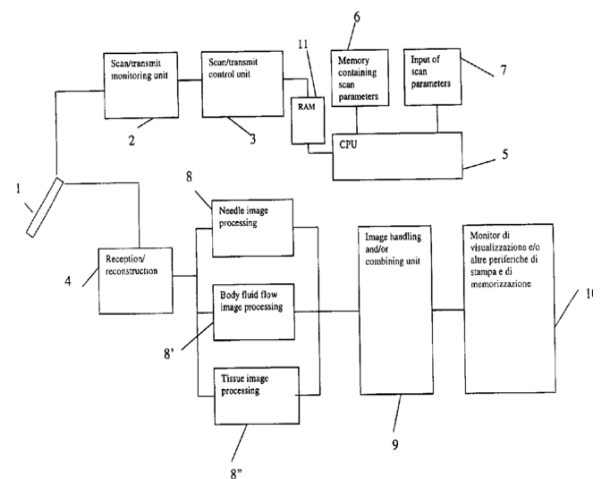 6
11
Scan/transmit
monitoring unit
Scan/transmit
control unit
Memory
containing
scan
parameters
Input of
scan
parameters
7
RAM
2
3
CPU
5
1
8
Needle image
processing
Reception/
reconstruction
4
Image handling
and/or
combining unit
Monitor di
visualizzazione e/o
altre periferiche di
stampa e di
memorizzazione
Body fluid flow
image processing
10
8'
Tissue image
processing
9
8"